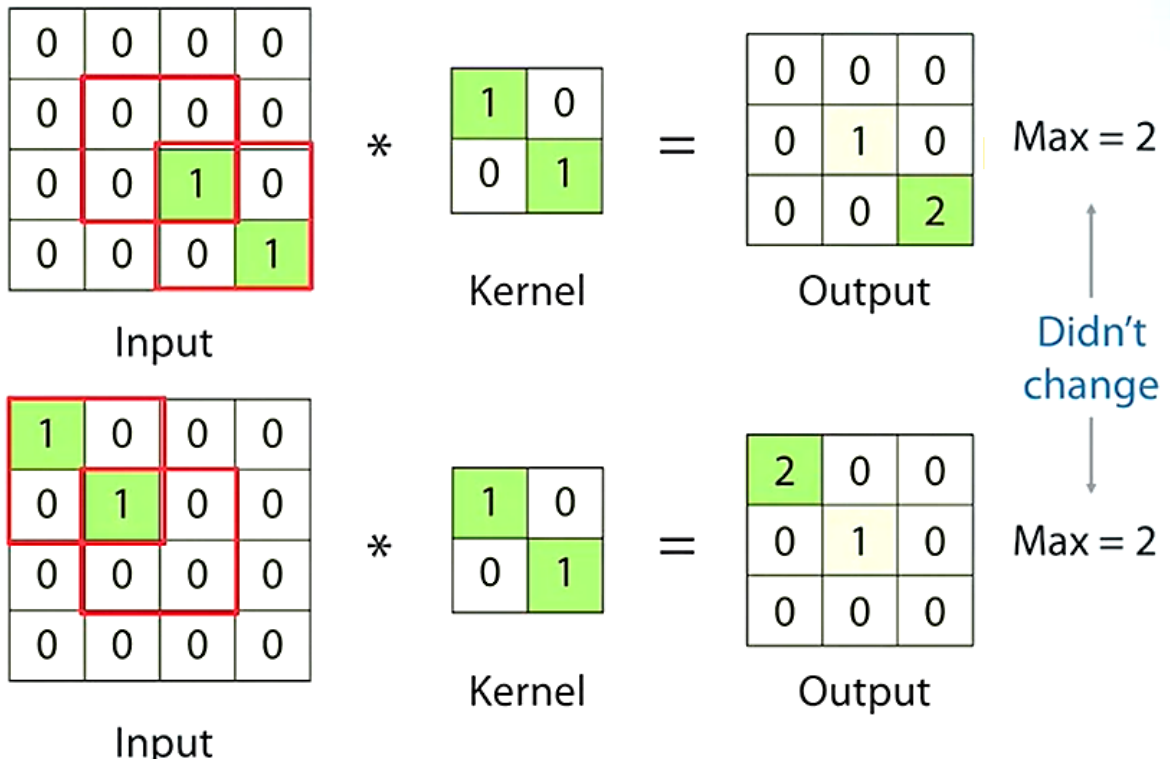 0 0 0 0
0 0 0 0
0 0 1 0
0 0 0 1
Input
*
1 0
0 1
Kernel
=
0 0 0
0 1 0
0 0 2
Output
Max = 2
Didn't
change
1 0 0 0
0 1 0 0
0 0 0 0
0 0 0 0
Input
*
1 0
0 1
Kernel
=
2 0 0
0 1 0
0 0 0
Output
Max = 2